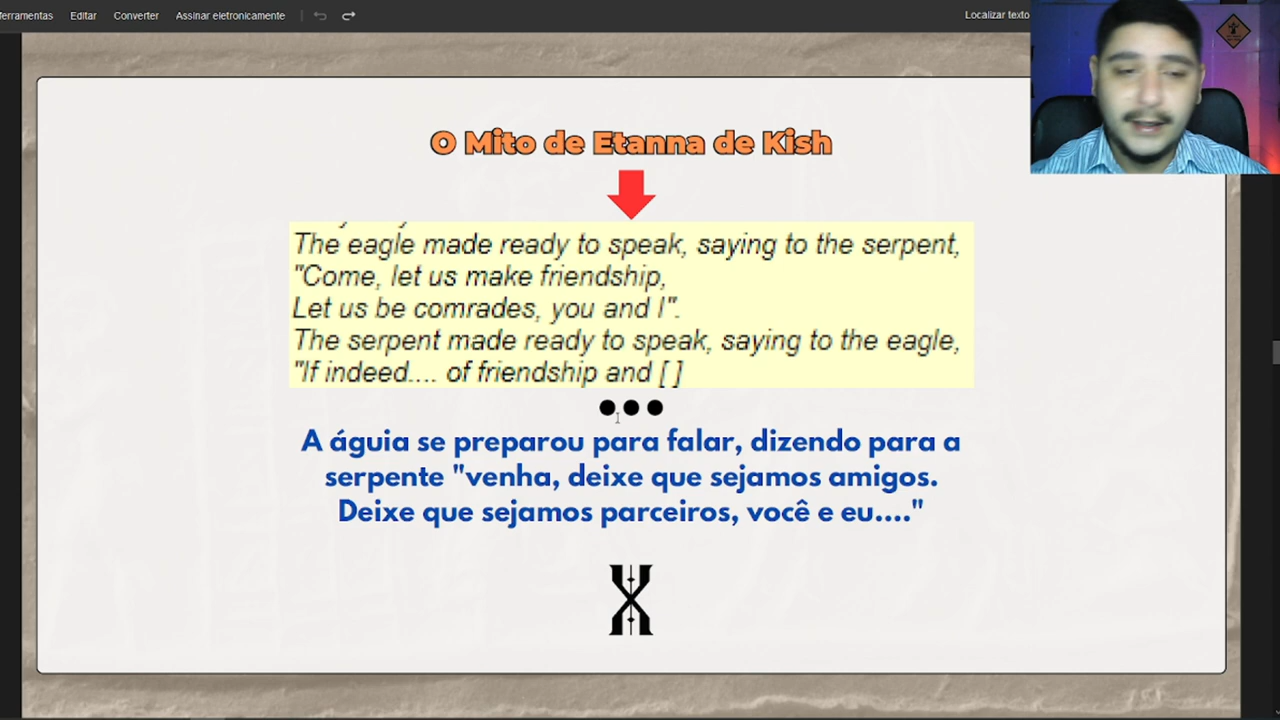 ferramentas Editar Converter Assinar eletronicamente Localizar texto
O Mito de Etanna de Kish
The eagle made ready to speak, saying to the serpent,
"Come, let us make friendship,
Let us be comrades, you and I".
The serpent made ready to speak, saying to the eagle,
"If indeed.... of friendship and [ ]
A águia se preparou para falar, dizendo para a
serpente "venha, deixe que sejamos amigos.
Deixe que sejamos parceiros, você e eu...."